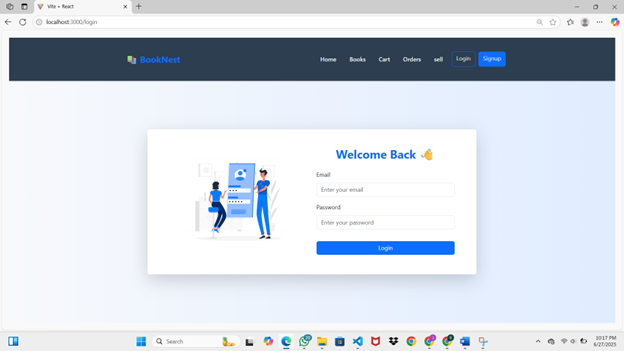 Vite + React
localhost:3000/login
BookNest
Home Books Cart Orders sell Login Signup
Welcome Back
Email
Enter your email
Password
Enter your password
Login
Search
10:17 PM
6/27/2025